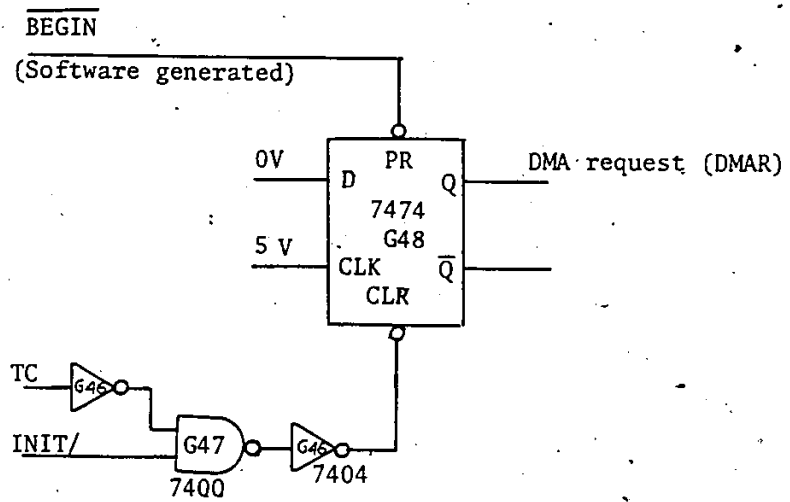 BEGIN
(Software generated)
0V
PR
DMA request (DMAR)
D
Q
7474
G48
5 V
CLK
Q
CLR
TC
G46
INIT/
G47
G46
7404
7400